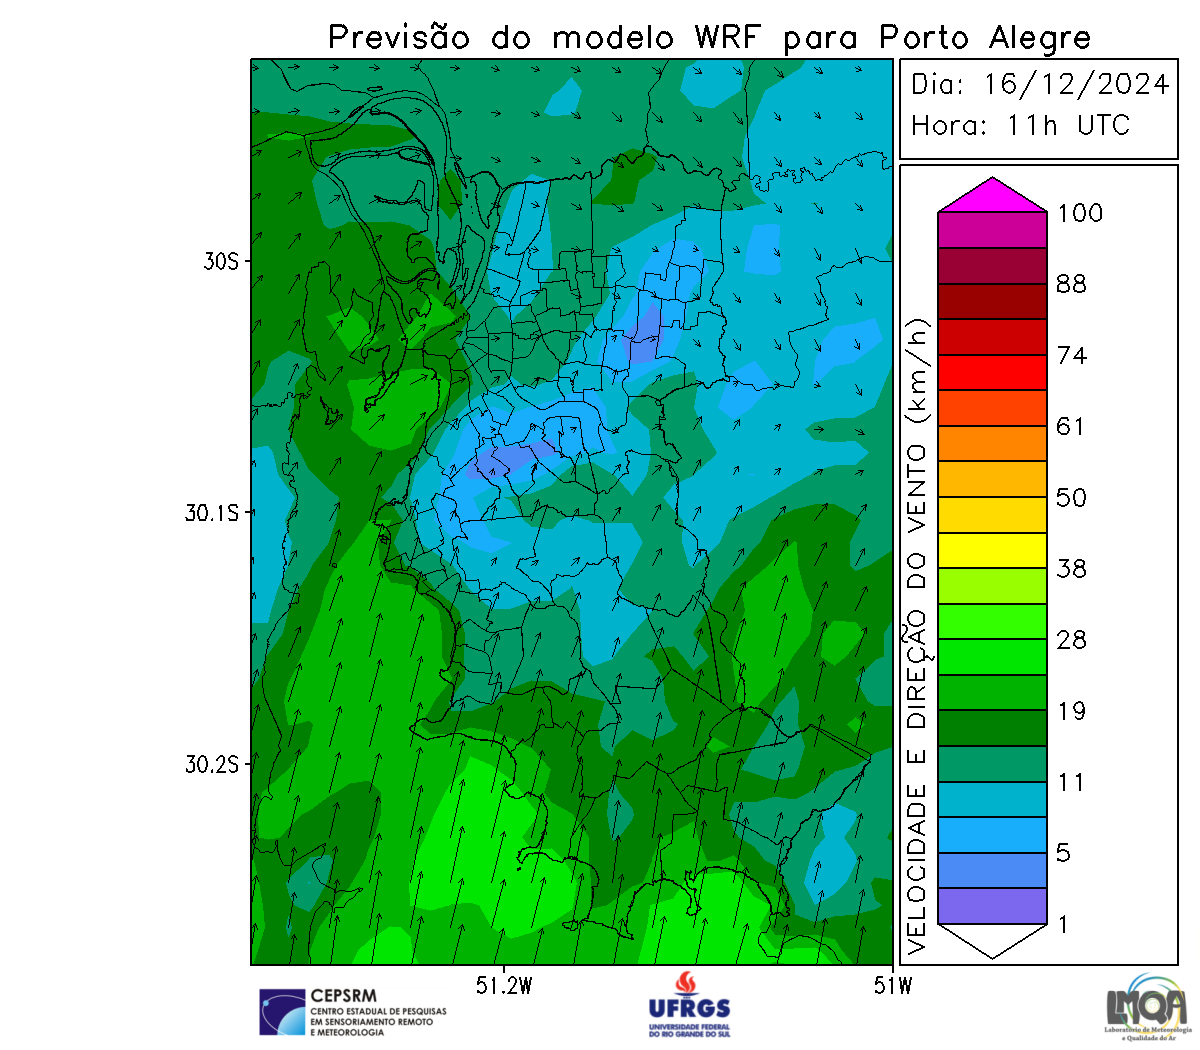 Previsão do modelo WRF para Porto Alegre
Dia: 16/12/2024
Hora: 11h UTC
100
88
74
61
50
38
28
19
11
5
1
VELOCIDADE E DIREÇÃO DO VENTO (km/h)
30S
30.1S
30.2S
51.2W
51W
CEPSRM
CENTRO ESTADUAL DE PESQUISAS
EM SENSORIAMENTO REMOTO
E METEOROLOGIA
UFRGS
UNIVERSIDADE FEDERAL
DO RIO GRANDE DO SUL
LMQA
Laboratório de Meteorologia
e Qualidade do Ar